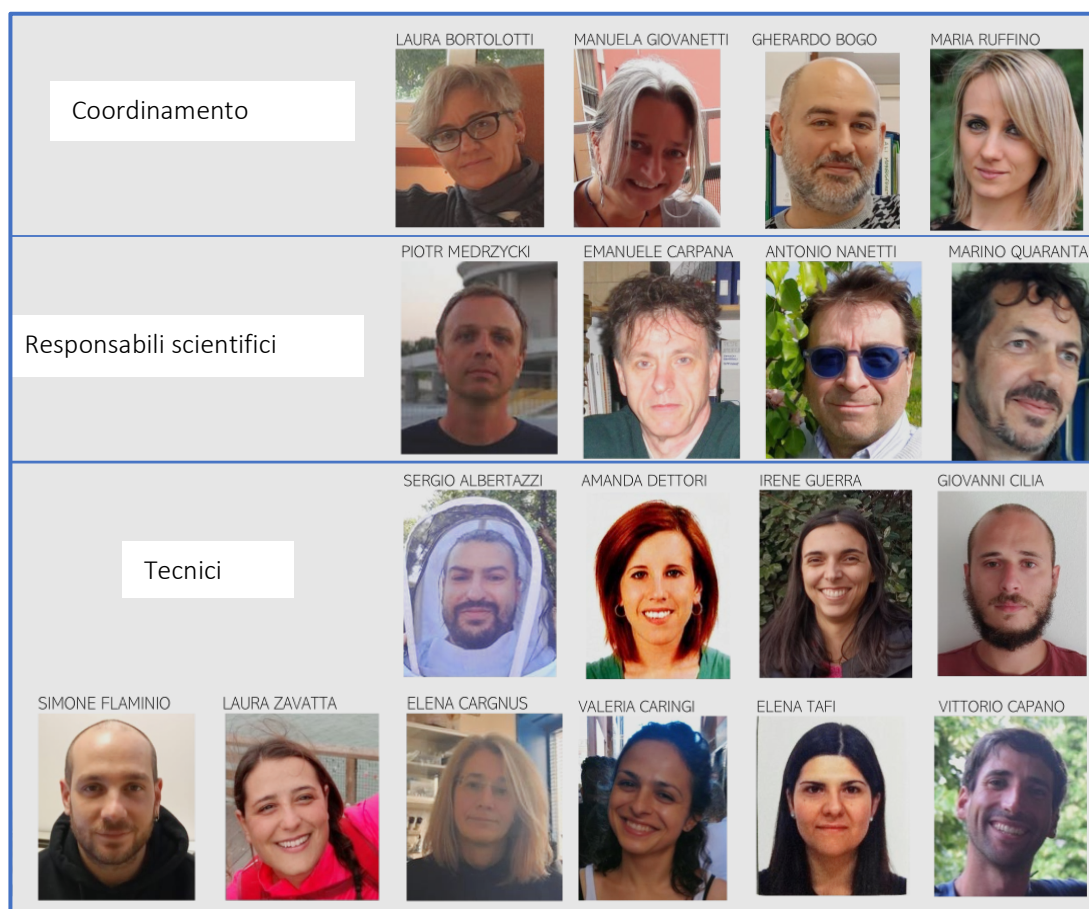 LAURA BORTOLOTTI MANUELA GIOVANETTI GHERARDO BOGO MARIA RUFFINO
Coordinamento
PIOTR MEDRZYCKI EMANUELE CARPANA ANTONIO NANETTI MARINO QUARANTA
Responsabili scientifici
SERGIO ALBERTAZZI AMANDA DETTORI IRENE GUERRA GIOVANNI CILIA
Tecnici
SIMONE FLAMINIO LAURA ZAVATTA ELENA CARGNUS VALERIA CARINGI ELENA TAFI VITTORIO CAPANO